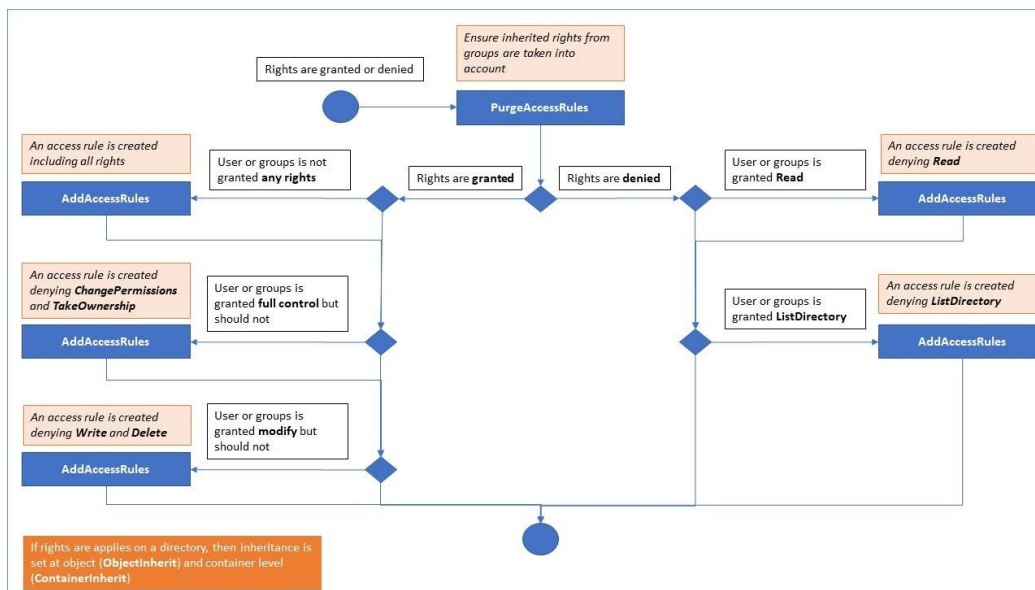 Ensure inherited rights from
groups are taken into
account
Rights are granted or denied
PurgeAccessRules
An access rule is created
including all rights
User or groups is not
granted any rights
Rights are granted
Rights are denied
User or groups is
granted Read
An access rule is created
denying Read
AddAccessRules
AddAccessRules
An access rule is created
denying ChangePermissions
and TakeOwnership
User or groups is
granted full control but
should not
User or groups is
granted ListDirectory
An access rule is created
denying ListDirectory
AddAccessRules
AddAccessRules
An access rule is created
denying Write and Delete
User or groups is
granted modify but
should not
AddAccessRules
If rights are applies on a directory, then inheritance is
set at object (ObjectInherit) and container level
(ContainerInherit)